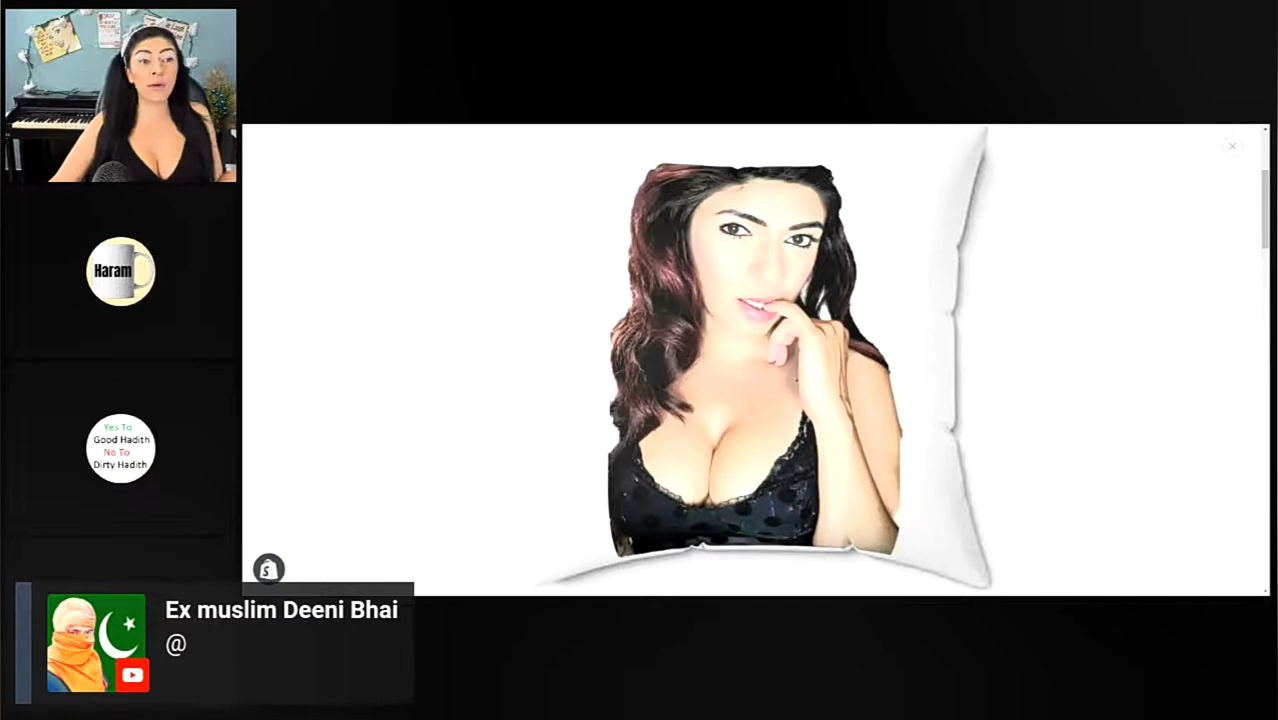 Haram
Yes To
Good Hadith
No To
Dirty Hadith
Ex muslim Deeni Bhai
@